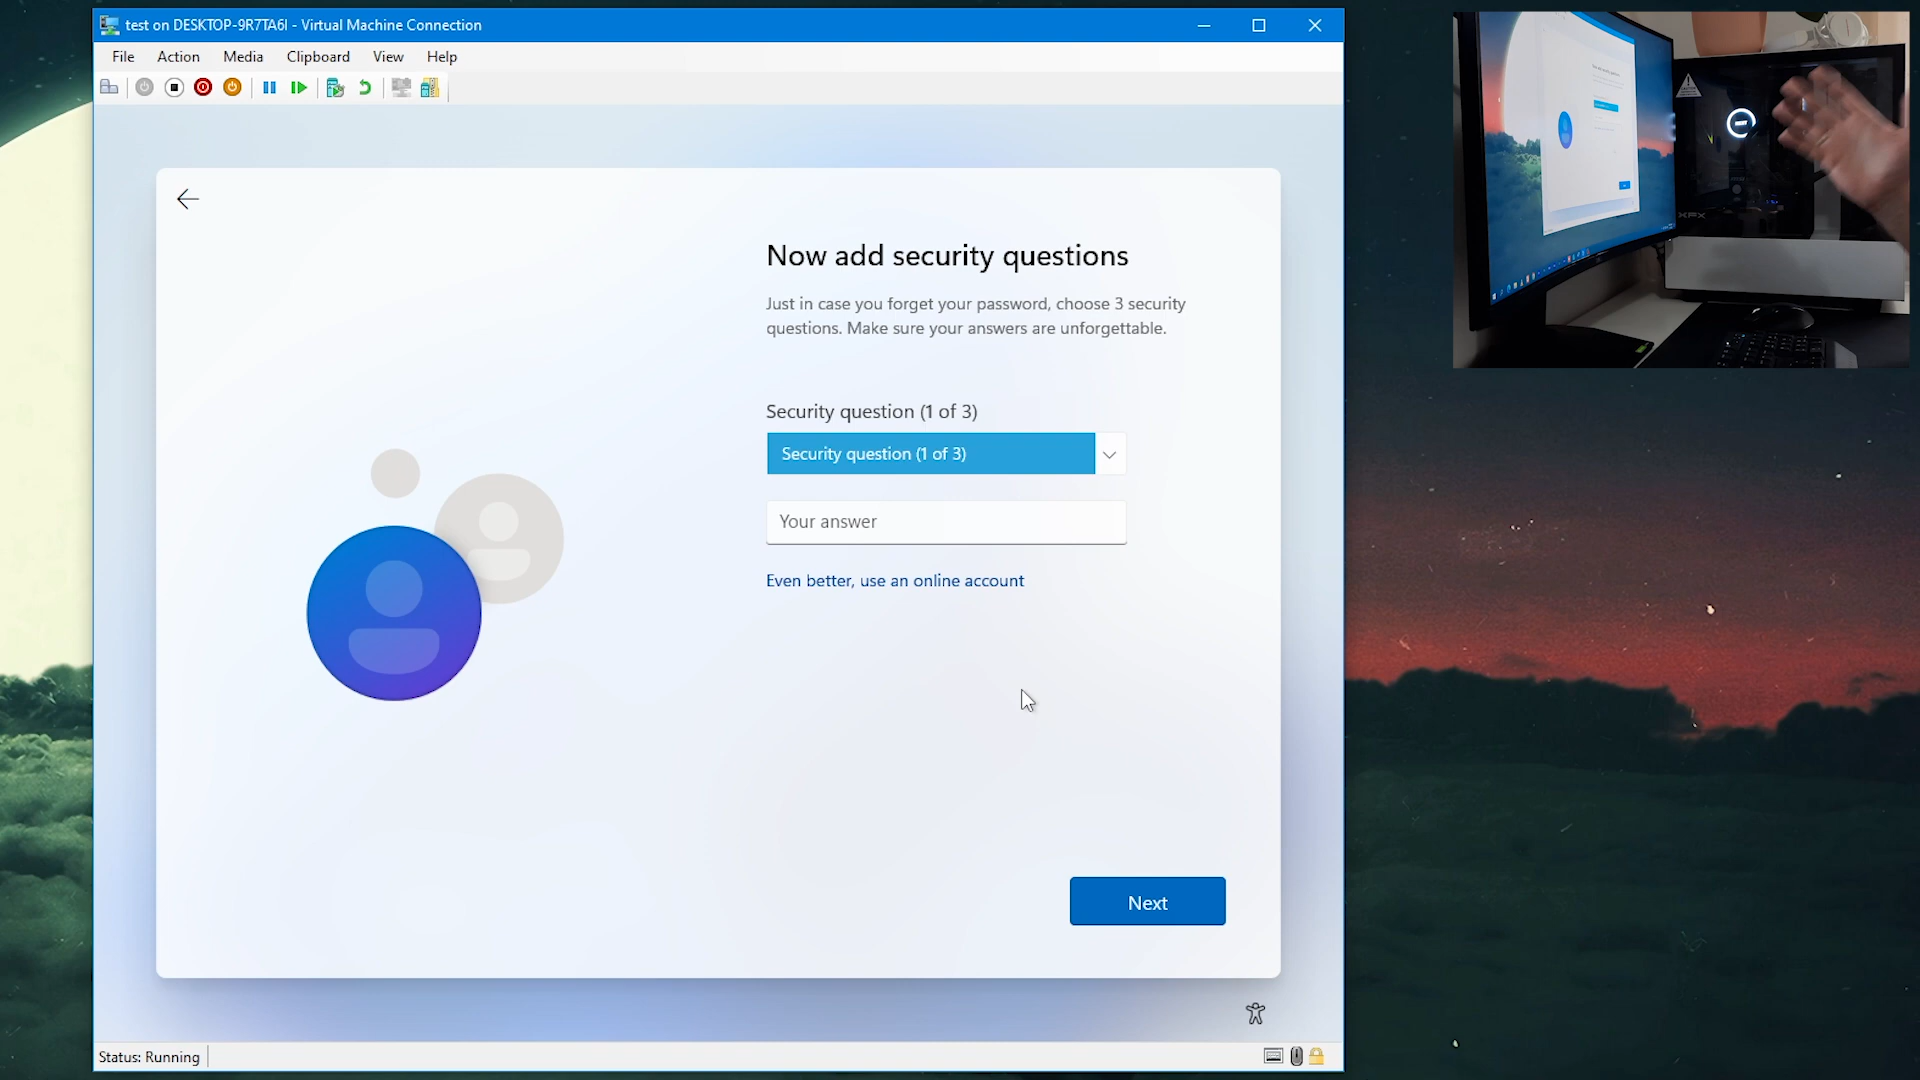 test on DESKTOP-9R7TA6I - Virtual Machine Connection
File Action Media Clipboard View Help
Now add security questions
Just in case you forget your password, choose 3 security
questions. Make sure your answers are unforgettable.
Security question (1 of 3)
Security question (1 of 3)
Your answer
Even better, use an online account
Next
Status: Running
XFX